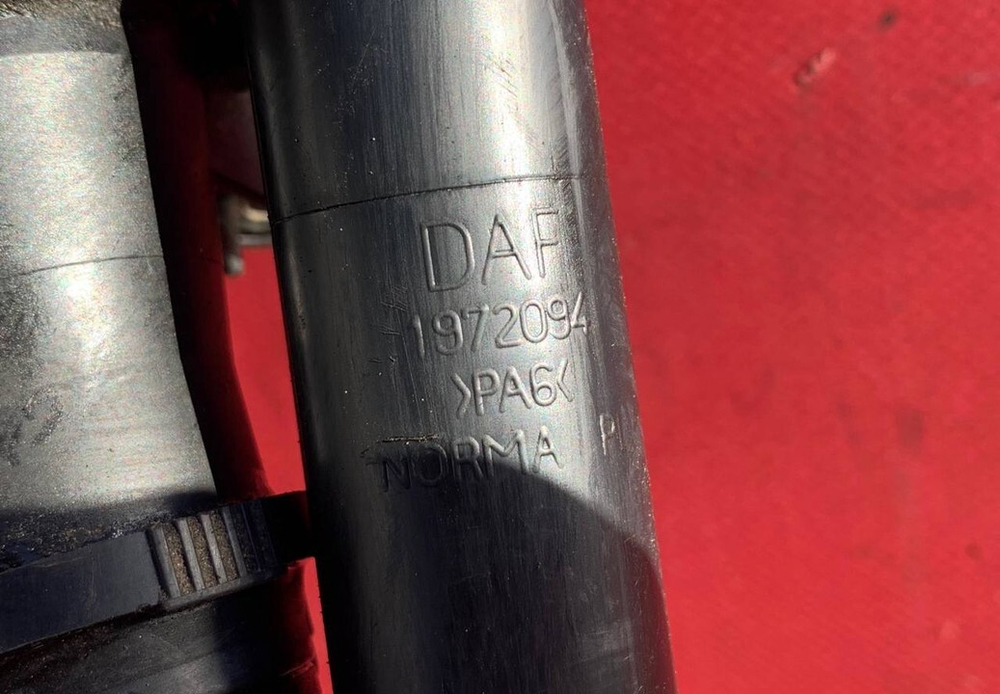 DAF
1972094
>PA6<
NORMA P